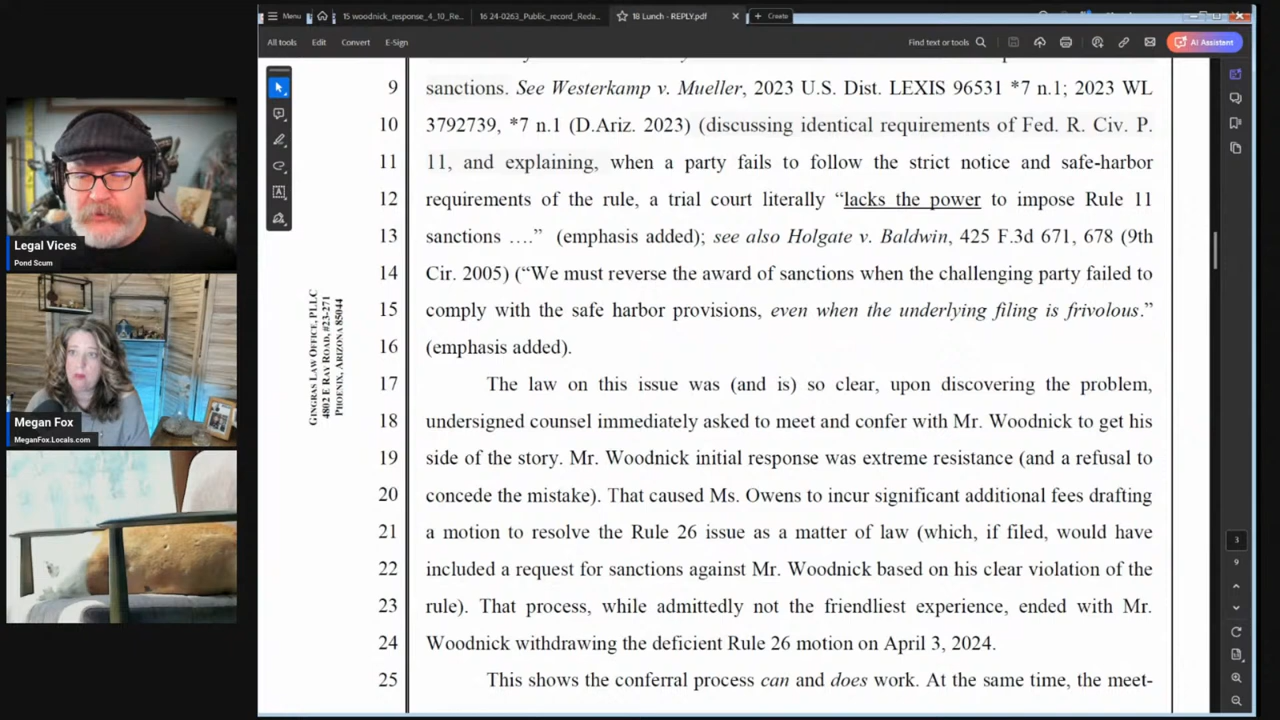 Menu
15 woodnick_response_4_10_Re...
16 24-0263_Public_record_Reda...
18 Lunch - REPLY.pdf
Create
All tools Edit Convert E-Sign
Find text or tools
AI Assistant
9 sanctions. See Westerkamp v. Mueller, 2023 U.S. Dist. LEXIS 96531 *7 n.1; 2023 WL
10 3792739, *7 n.1 (D.Ariz. 2023) (discussing identical requirements of Fed. R. Civ. P.
11 11, and explaining, when a party fails to follow the strict notice and safe-harbor
12 requirements of the rule, a trial court literally “lacks the power to impose Rule 11
13 sanctions ….” (emphasis added); see also Holgate v. Baldwin, 425 F.3d 671, 678 (9th
14 Cir. 2005) (“We must reverse the award of sanctions when the challenging party failed to
15 comply with the safe harbor provisions, even when the underlying filing is frivolous.”
16 (emphasis added).
17 The law on this issue was (and is) so clear, upon discovering the problem,
18 undersigned counsel immediately asked to meet and confer with Mr. Woodnick to get his
19 side of the story. Mr. Woodnick initial response was extreme resistance (and a refusal to
20 concede the mistake). That caused Ms. Owens to incur significant additional fees drafting
21 a motion to resolve the Rule 26 issue as a matter of law (which, if filed, would have
22 included a request for sanctions against Mr. Woodnick based on his clear violation of the
23 rule). That process, while admittedly not the friendliest experience, ended with Mr.
24 Woodnick withdrawing the deficient Rule 26 motion on April 3, 2024.
25 This shows the conferral process can and does work. At the same time, the meet-
GINGRAS LAW OFFICE, PLLC
4802 E RAY ROAD, #23-271
PHOENIX, ARIZONA 85044
3
9
Legal Vices
Pond Scum
Megan Fox
MeganFox.Locals.com